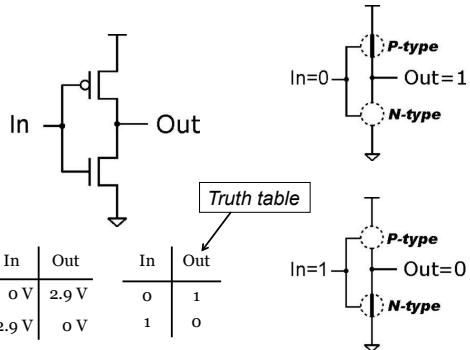 In
Out
P-type
In=0
Out=1
N-type
Truth table
In Out
0 V 2.9 V
2.9 V 0 V
In Out
0 1
1 0
P-type
In=1
Out=0
N-type